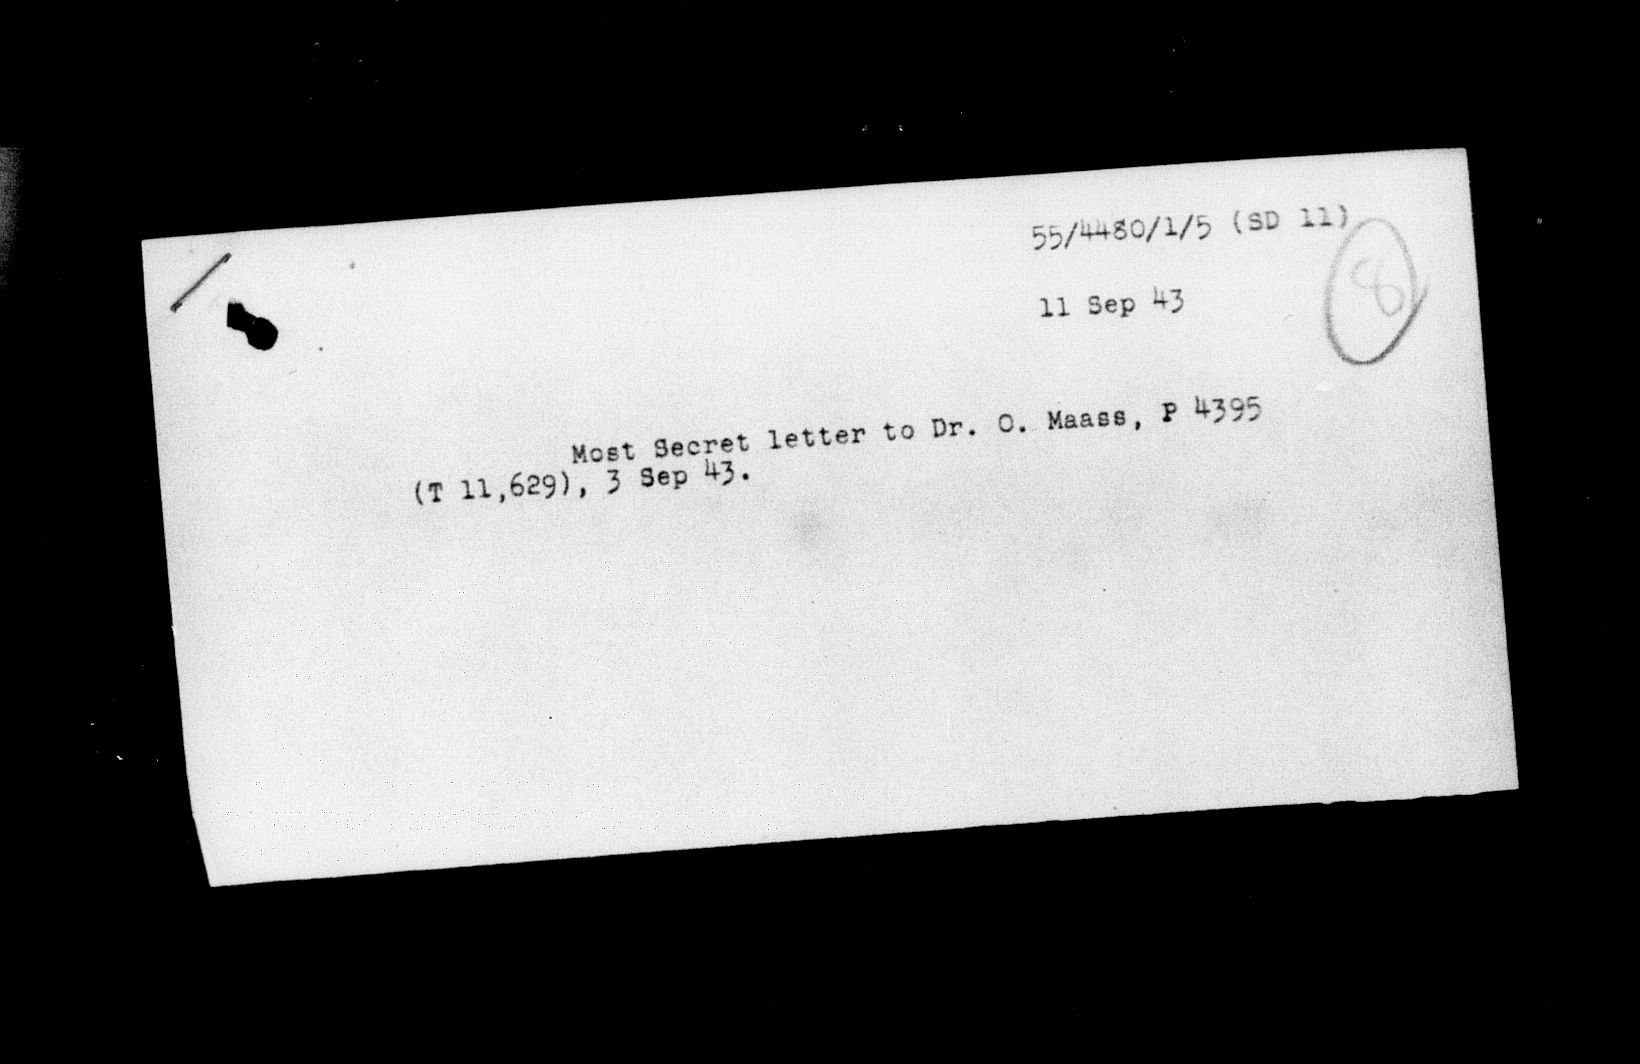 55/4480/1/5 (SD 11)
8
11 Sep 43
Most Secret letter to Dr. O. Maass, P 4395
(T 11,629), 3 Sep 43.